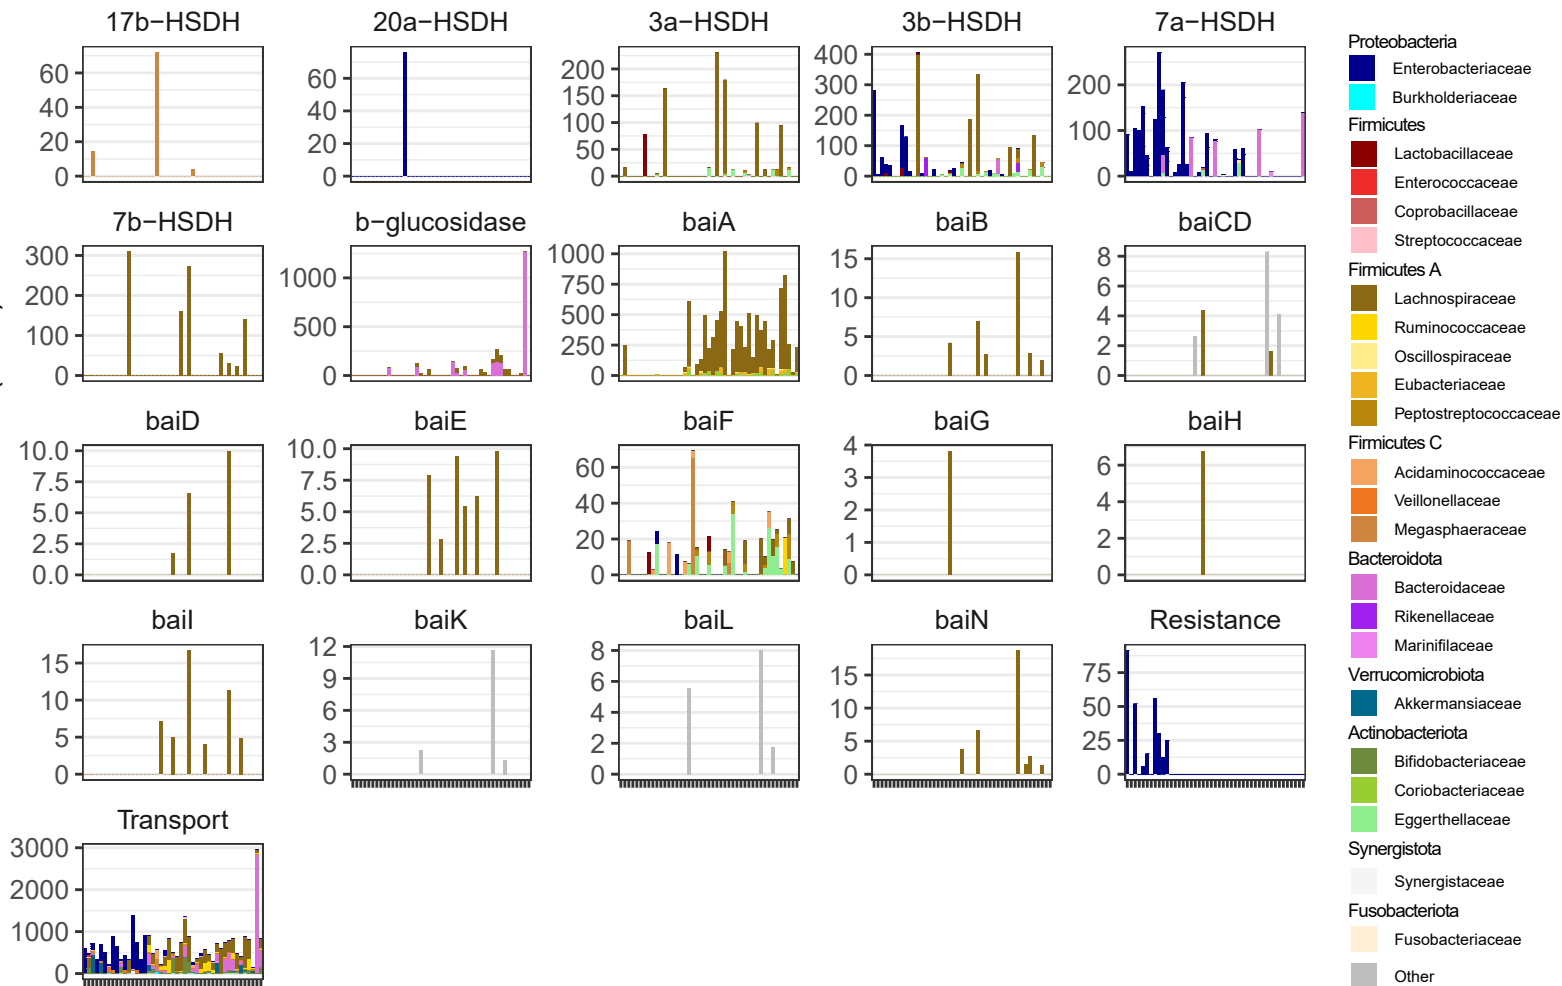 17b−HSDH 20a−HSDH 3a−HSDH 3b−HSDH 7a−HSDH
60 40 20 0
60 40 20 0
200 150 100 50 0
400 300 200 100 0
200 100 0
7b−HSDH b−glucosidase baiA baiB baiCD
300 200 100 0
1000 500 0
1000 750 500 250 0
15 10 5 0
8 6 4 2 0
baiD baiE baiF baiG baiH
10.0 7.5 5.0 2.5 0.0
10.0 7.5 5.0 2.5 0.0
60 40 20 0
4 3 2 1 0
6 4 2 0
baiI baiK baiL baiN Resistance
15 10 5 0
12 9 6 3 0
8 6 4 2 0
15 10 5 0
75 50 25 0
Transport
3000 2000 1000 0
Proteobacteria
Enterobacteriaceae
Burkholderiaceae
Firmicutes
Lactobacillaceae
Enterococcaceae
Coprobacillaceae
Streptococcaceae
Firmicutes A
Lachnospiraceae
Ruminococcaceae
Oscillospiraceae
Eubacteriaceae
Peptostreptococcaceae
Firmicutes C
Acidaminococcaceae
Veillonellaceae
Megasphaeraceae
Bacteroidota
Bacteroidaceae
Rikenellaceae
Marinifilaceae
Verrucomicrobiota
Akkermansiaceae
Actinobacteriota
Bifidobacteriaceae
Coriobacteriaceae
Eggerthellaceae
Synergistota
Synergistaceae
Fusobacteriota
Fusobacteriaceae
Other